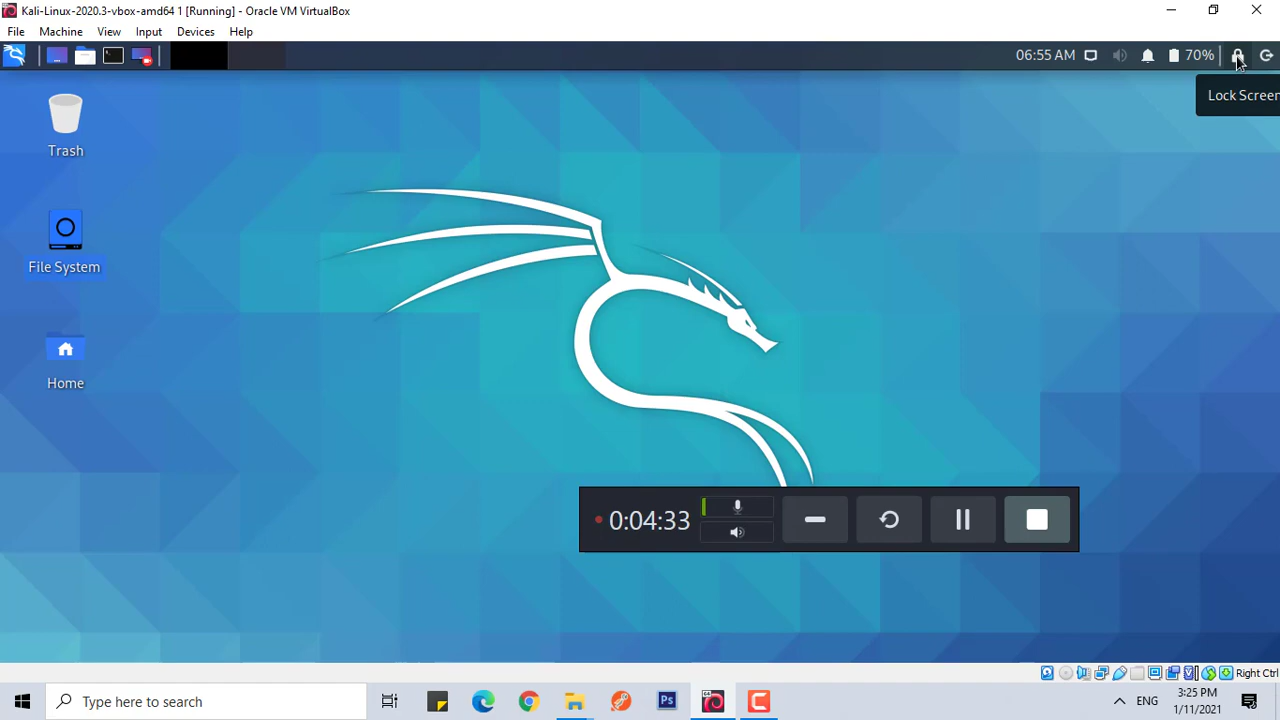 Kali-Linux-2020.3-vbox-amd64 1 [Running] - Oracle VM VirtualBox
File Machine View Input Devices Help
06:55 AM 70%
Lock Screen
Trash
File System
Home
0:04:33
Right Ctrl
Type here to search
Ps
64
ENG
3:25 PM
1/11/2021